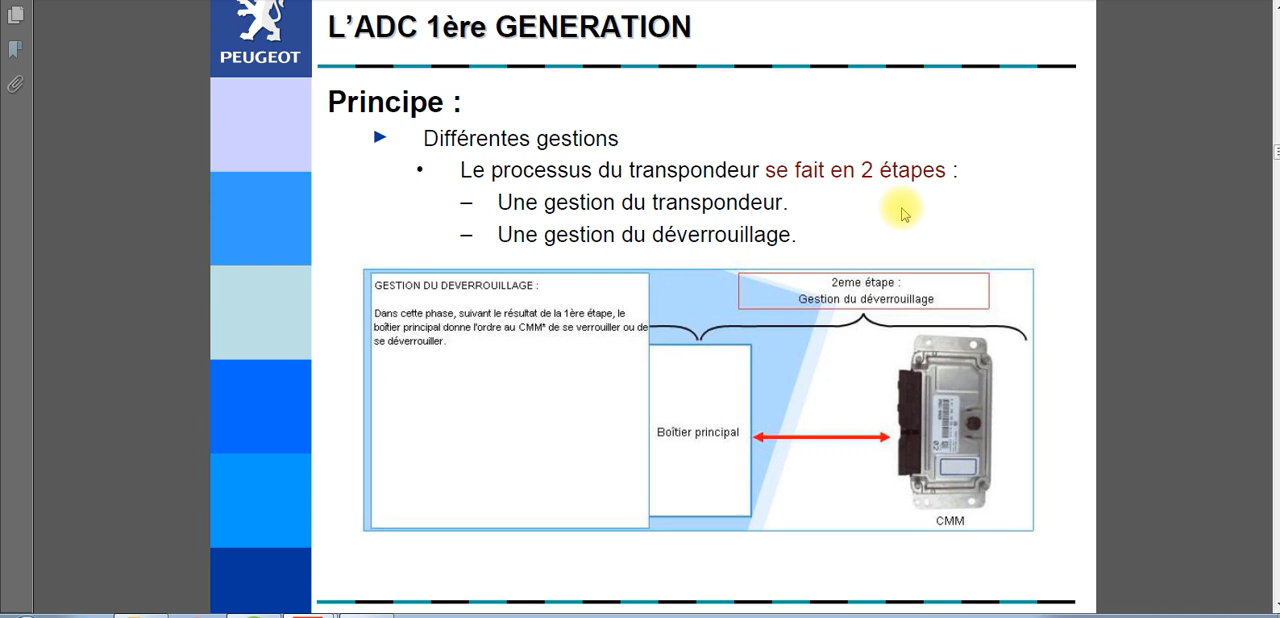 PEUGEOT
L'ADC 1ère GENERATION
Principe :
► Différentes gestions
• Le processus du transpondeur se fait en 2 étapes :
– Une gestion du transpondeur.
– Une gestion du déverrouillage.
GESTION DU DEVERROUILLAGE :
Dans cette phase, suivant le résultat de la 1ère étape, le
boîtier principal donne l'ordre au CMM* de se verrouiller ou de
se déverrouiller.
2eme étape :
Gestion du déverrouillage
Boîtier principal
CMM